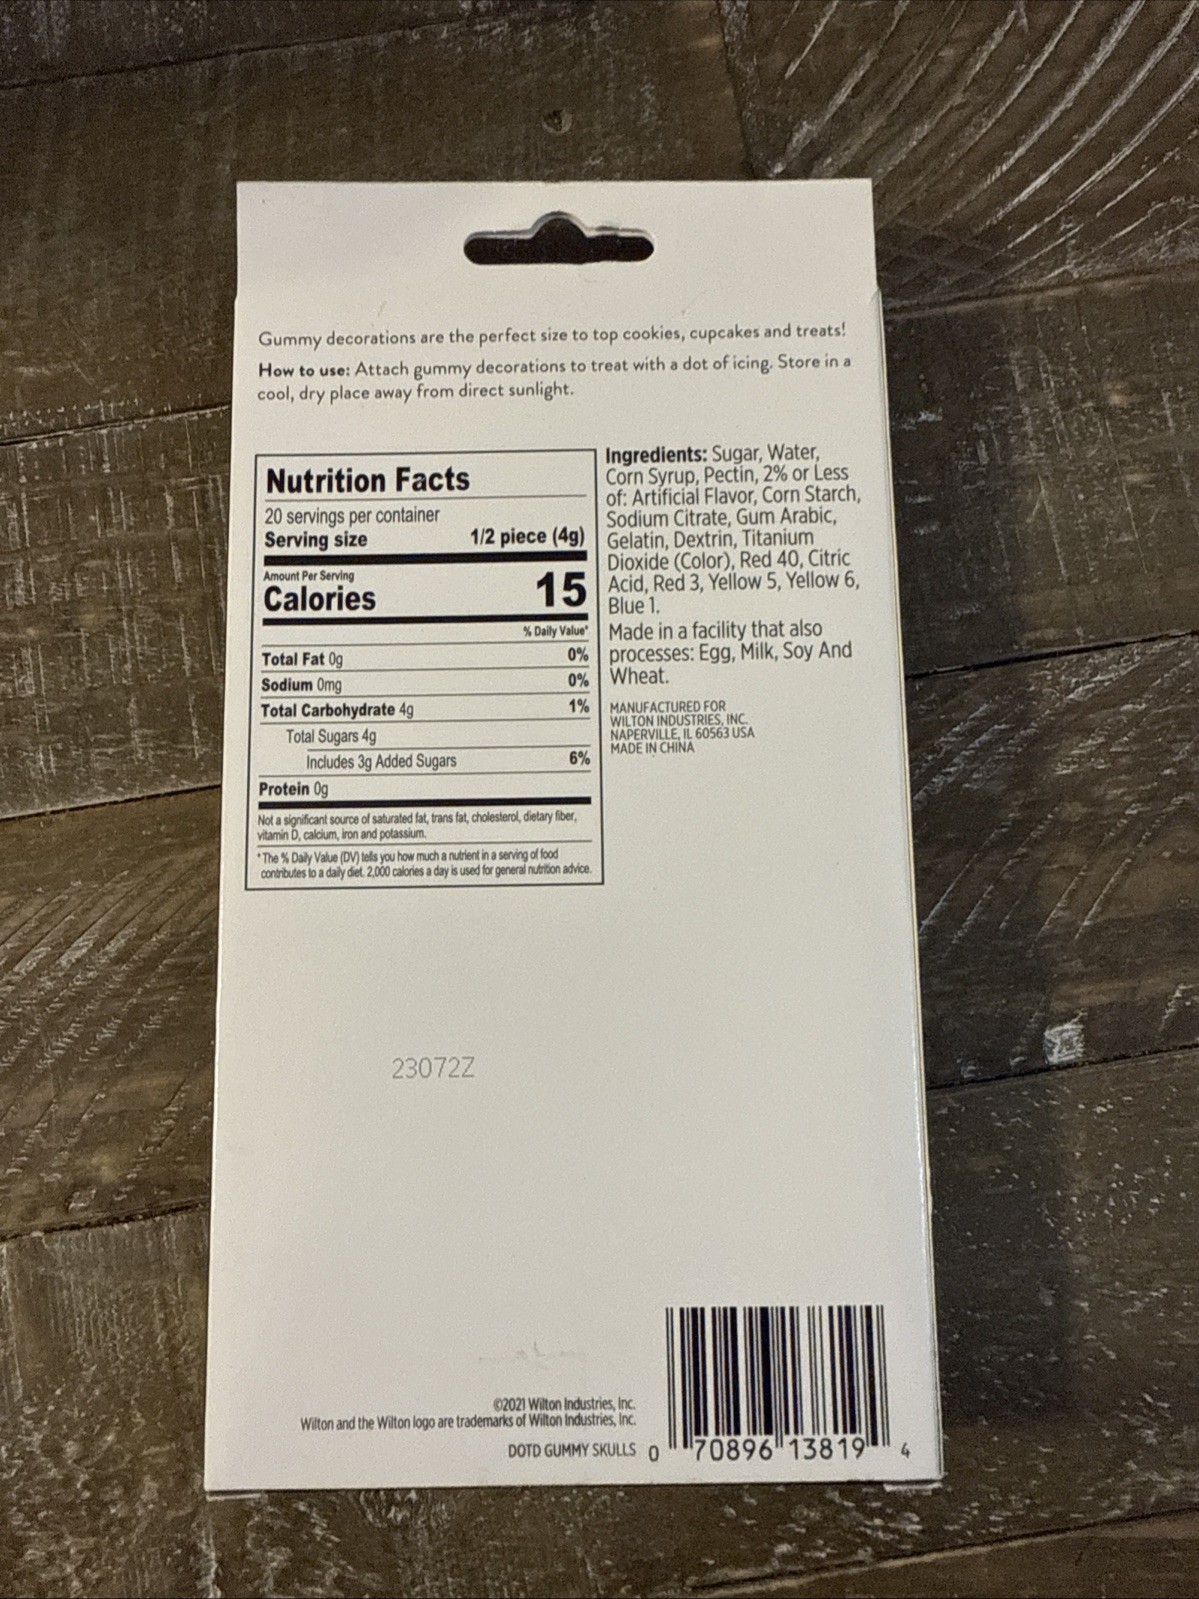 Gummy decorations are the perfect size to top cookies, cupcakes and treats!
How to use: Attach gummy decorations to treat with a dot of icing. Store in a
cool, dry place away from direct sunlight.
Nutrition Facts
20 servings per container
Serving size 1/2 piece (4g)
Amount Per Serving
Calories 15
% Daily Value*
Total Fat 0g 0%
Sodium 0mg 0%
Total Carbohydrate 4g 1%
Total Sugars 4g
Includes 3g Added Sugars 6%
Protein 0g
Not a significant source of saturated fat, trans fat, cholesterol, dietary fiber,
vitamin D, calcium, iron and potassium.
*The % Daily Value (DV) tells you how much a nutrient in a serving of food
contributes to a daily diet. 2,000 calories a day is used for general nutrition advice.
Ingredients: Sugar, Water,
Corn Syrup, Pectin, 2% or Less
of: Artificial Flavor, Corn Starch,
Sodium Citrate, Gum Arabic,
Gelatin, Dextrin, Titanium
Dioxide (Color), Red 40, Citric
Acid, Red 3, Yellow 5, Yellow 6,
Blue 1.
Made in a facility that also
processes: Egg, Milk, Soy And
Wheat.
MANUFACTURED FOR
WILTON INDUSTRIES, INC.
NAPERVILLE, IL 60563 USA
MADE IN CHINA
23072Z
©2021 Wilton Industries, Inc.
Wilton and the Wilton logo are trademarks of Wilton Industries, Inc.
DOTD GUMMY SKULLS
0 70896 13819 4